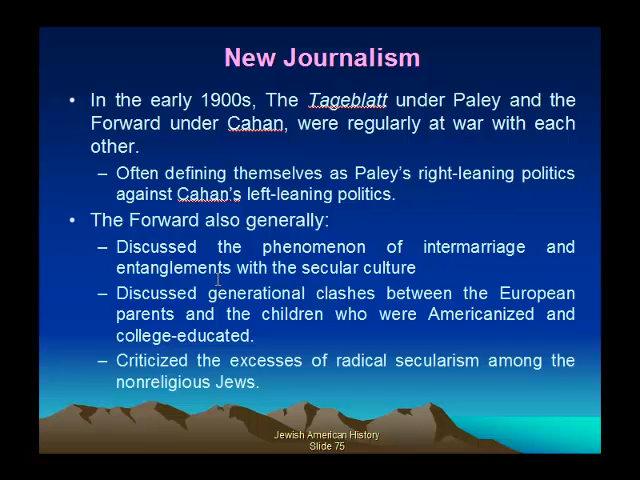 New Journalism
• In the early 1900s, The Tageblatt under Paley and the
Forward under Cahan, were regularly at war with each
other.
– Often defining themselves as Paley's right-leaning politics
against Cahan's left-leaning politics.
• The Forward also generally:
– Discussed the phenomenon of intermarriage and
entanglements with the secular culture
– Discussed generational clashes between the European
parents and the children who were Americanized and
college-educated.
– Criticized the excesses of radical secularism among the
nonreligious Jews.
Jewish American History
Slide 75